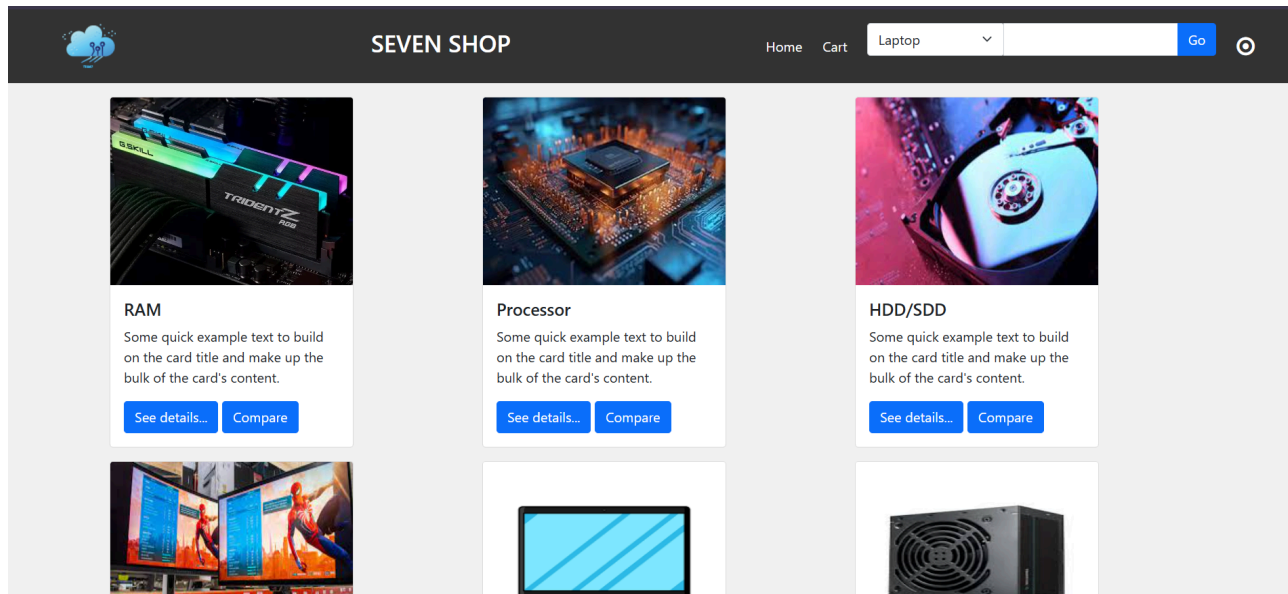 SEVEN SHOP
Home
Cart
Laptop
Go
G.SKILL
TRIDENT Z
RGB
RAM
Some quick example text to build
on the card title and make up the
bulk of the card's content.
See details...
Compare
Processor
Some quick example text to build
on the card title and make up the
bulk of the card's content.
See details...
Compare
HDD/SDD
Some quick example text to build
on the card title and make up the
bulk of the card's content.
See details...
Compare